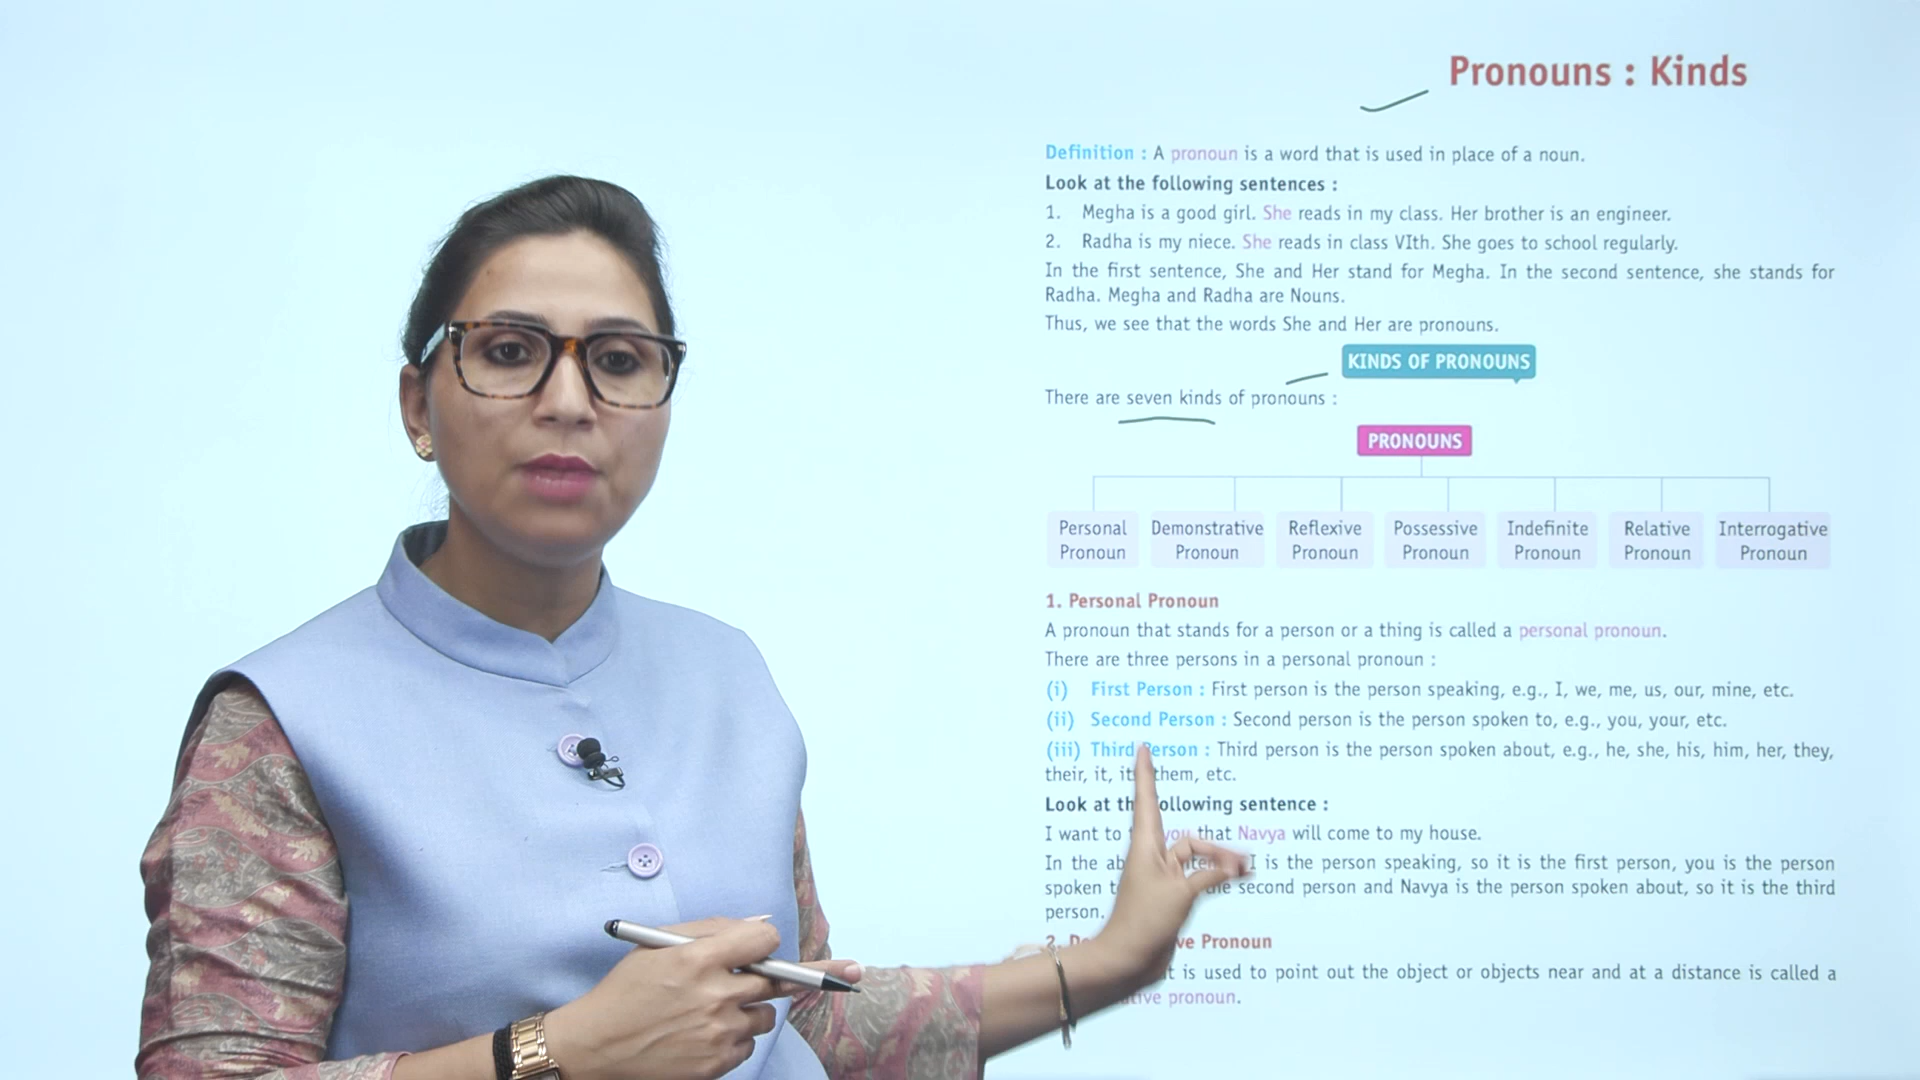 Pronouns : Kinds
Definition : A pronoun is a word that is used in place of a noun.
Look at the following sentences :
1. Megha is a good girl. She reads in my class. Her brother is an engineer.
2. Radha is my niece. She reads in class VIth. She goes to school regularly.
In the first sentence, She and Her stand for Megha. In the second sentence, she stands for
Radha. Megha and Radha are Nouns.
Thus, we see that the words She and Her are pronouns.
KINDS OF PRONOUNS
There are seven kinds of pronouns :
PRONOUNS
Personal Pronoun
Demonstrative Pronoun
Reflexive Pronoun
Possessive Pronoun
Indefinite Pronoun
Relative Pronoun
Interrogative Pronoun
1. Personal Pronoun
A pronoun that stands for a person or a thing is called a personal pronoun.
There are three persons in a personal pronoun :
(i) First Person : First person is the person speaking, e.g., I, we, me, us, our, mine, etc.
(ii) Second Person : Second person is the person spoken to, e.g., you, your, etc.
(iii) Third Person : Third person is the person spoken about, e.g., he, she, his, him, her, they,
their, it, them, etc.
Look at the following sentence :
I want to you that Navya will come to my house.
In the I is the person speaking, so it is the first person, you is the person
spoken second person and Navya is the person spoken about, so it is the third
person.
2. Pronoun
is used to point out the object or objects near and at a distance is called a
pronoun.